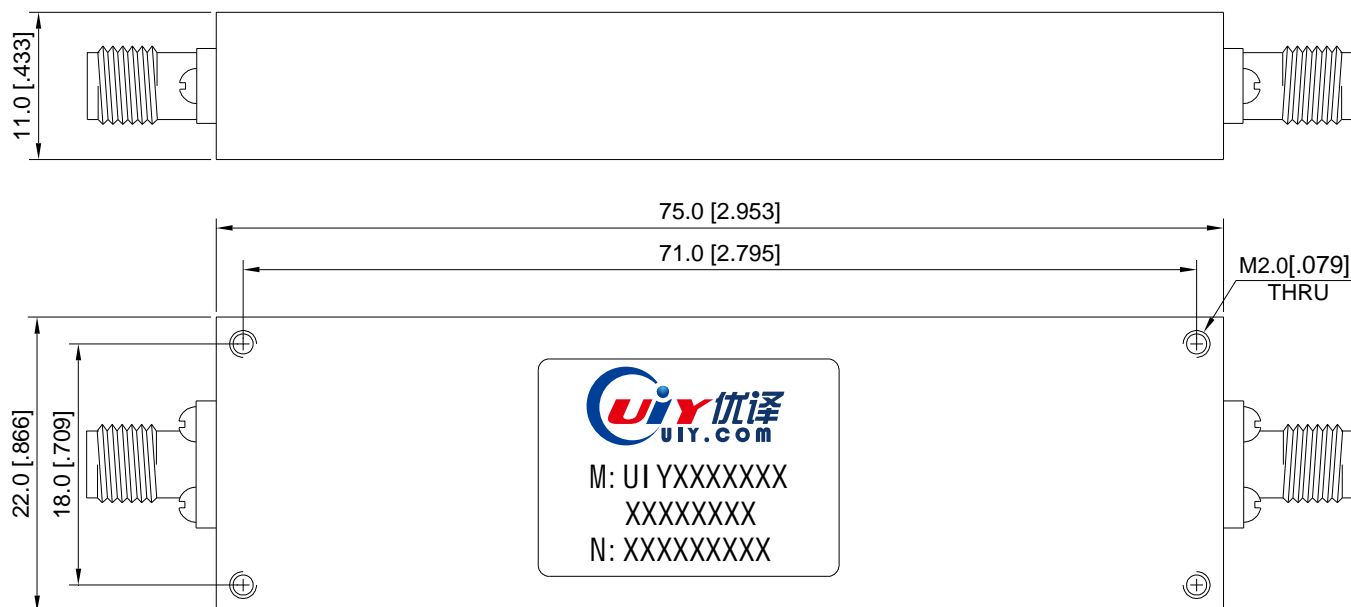 11.0 [.433]
75.0 [2.953]
71.0 [2.795]
M2.0[.079]
THRU
22.0 [.866]
18.0 [.709]
UiY优译
UIY.COM
M: UIYXXXXXXX
XXXXXXXX
N: XXXXXXXXX